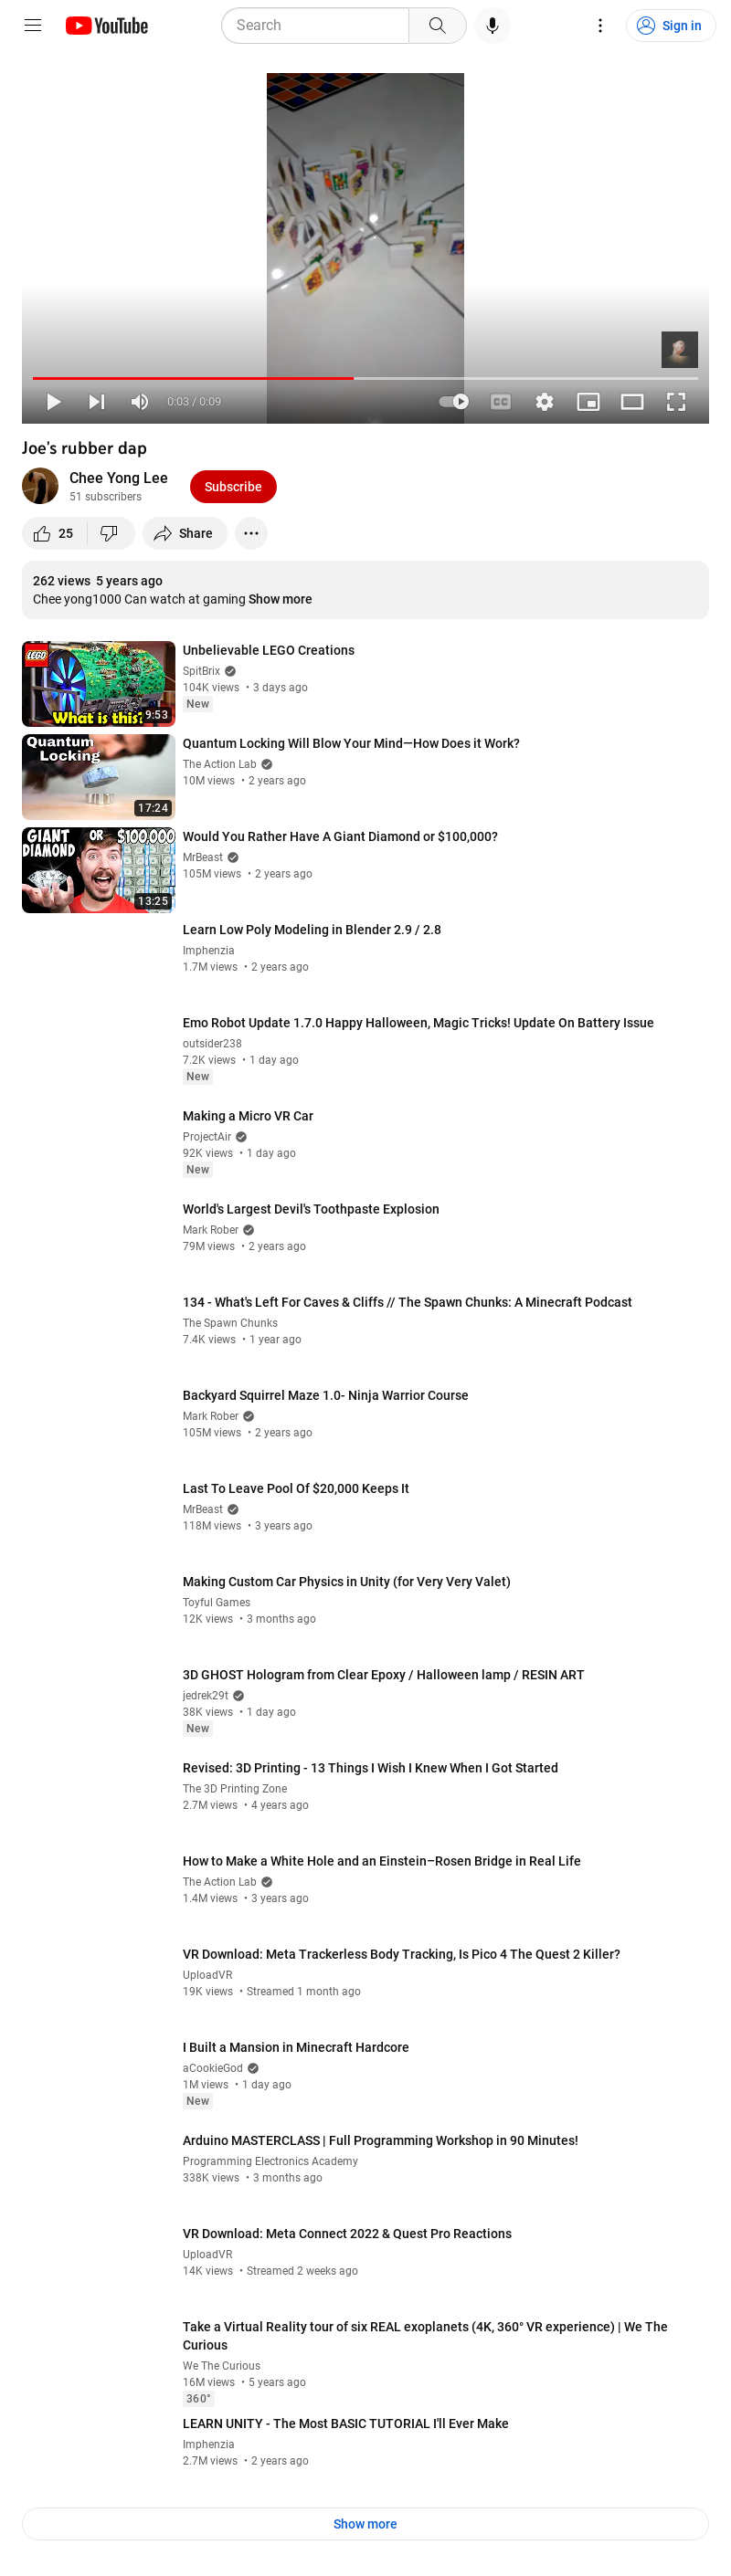 YouTube
Search
Sign in
0:03 / 0:09
CC
Joe's rubber dap
Chee Yong Lee
51 subscribers
Subscribe
25
Share
262 views 5 years ago
Chee yong1000 Can watch at gaming Show more
LEGO
What is this?
9:53
Unbelievable LEGO Creations
SpitBrix
104K views • 3 days ago
New
Quantum
Locking
17:24
Quantum Locking Will Blow Your Mind—How Does it Work?
The Action Lab
10M views • 2 years ago
GIANT OR $100,000
DIAMOND
13:25
Would You Rather Have A Giant Diamond or $100,000?
MrBeast
105M views • 2 years ago
Learn Low Poly Modeling in Blender 2.9 / 2.8
Imphenzia
1.7M views • 2 years ago
Emo Robot Update 1.7.0 Happy Halloween, Magic Tricks! Update On Battery Issue
outsider238
7.2K views • 1 day ago
New
Making a Micro VR Car
ProjectAir
92K views • 1 day ago
New
World's Largest Devil's Toothpaste Explosion
Mark Rober
79M views • 2 years ago
134 - What's Left For Caves & Cliffs // The Spawn Chunks: A Minecraft Podcast
The Spawn Chunks
7.4K views • 1 year ago
Backyard Squirrel Maze 1.0- Ninja Warrior Course
Mark Rober
105M views • 2 years ago
Last To Leave Pool Of $20,000 Keeps It
MrBeast
118M views • 3 years ago
Making Custom Car Physics in Unity (for Very Very Valet)
Toyful Games
12K views • 3 months ago
3D GHOST Hologram from Clear Epoxy / Halloween lamp / RESIN ART
jedrek29t
38K views • 1 day ago
New
Revised: 3D Printing - 13 Things I Wish I Knew When I Got Started
The 3D Printing Zone
2.7M views • 4 years ago
How to Make a White Hole and an Einstein–Rosen Bridge in Real Life
The Action Lab
1.4M views • 3 years ago
VR Download: Meta Trackerless Body Tracking, Is Pico 4 The Quest 2 Killer?
UploadVR
19K views • Streamed 1 month ago
I Built a Mansion in Minecraft Hardcore
aCookieGod
1M views • 1 day ago
New
Arduino MASTERCLASS | Full Programming Workshop in 90 Minutes!
Programming Electronics Academy
338K views • 3 months ago
VR Download: Meta Connect 2022 & Quest Pro Reactions
UploadVR
14K views • Streamed 2 weeks ago
Take a Virtual Reality tour of six REAL exoplanets (4K, 360° VR experience) | We The
Curious
We The Curious
16M views • 5 years ago
360°
LEARN UNITY - The Most BASIC TUTORIAL I'll Ever Make
Imphenzia
2.7M views • 2 years ago
Show more